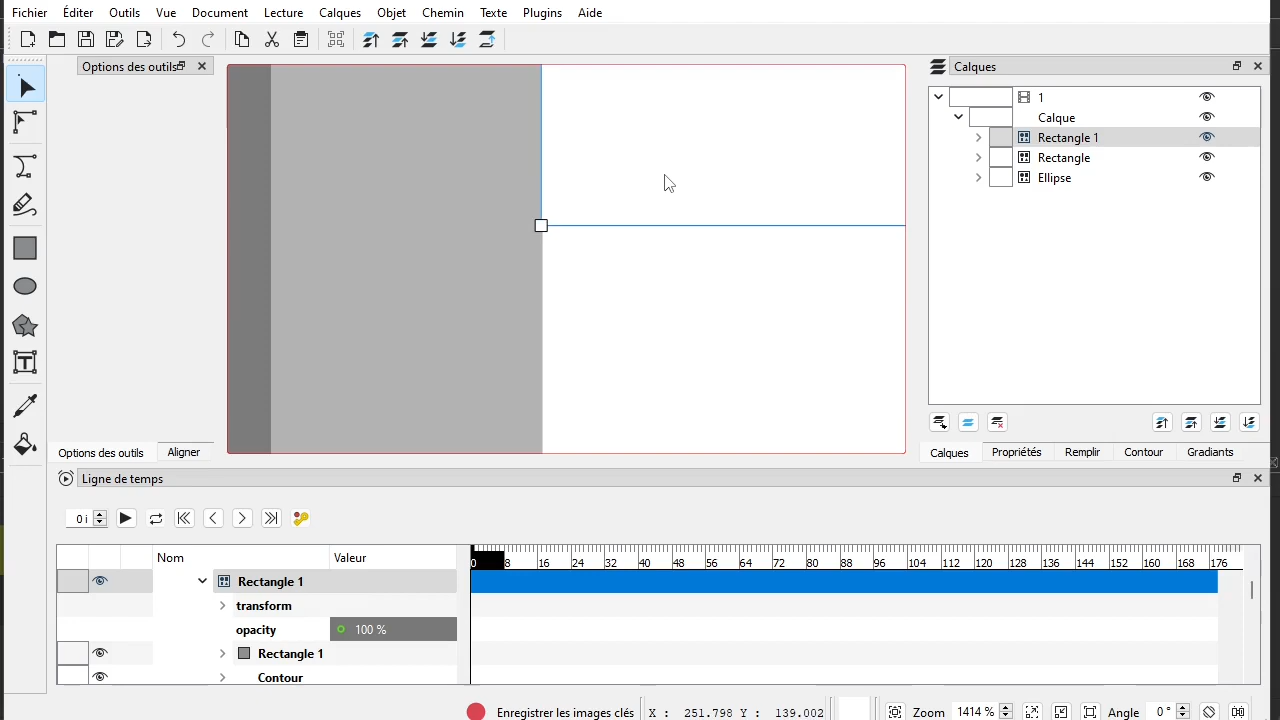 Fichier Éditer Outils Vue Document Lecture Calques Objet Chemin Texte Plugins Aide
Options des outils
Calques
1
Calque
Rectangle 1
Rectangle
Ellipse
Options des outils Aligner
Calques Propriétés Remplir Contour Gradiants
Ligne de temps
0 i
Nom Valeur
0 8 16 24 32 40 48 56 64 72 80 88 96 104 112 120 128 136 144 152 160 168 176
Rectangle 1
transform
opacity 100 %
Rectangle 1
Contour
Enregistrer les images clés X : 251.798 Y : 139.002 Zoom 1414 % Angle 0 °